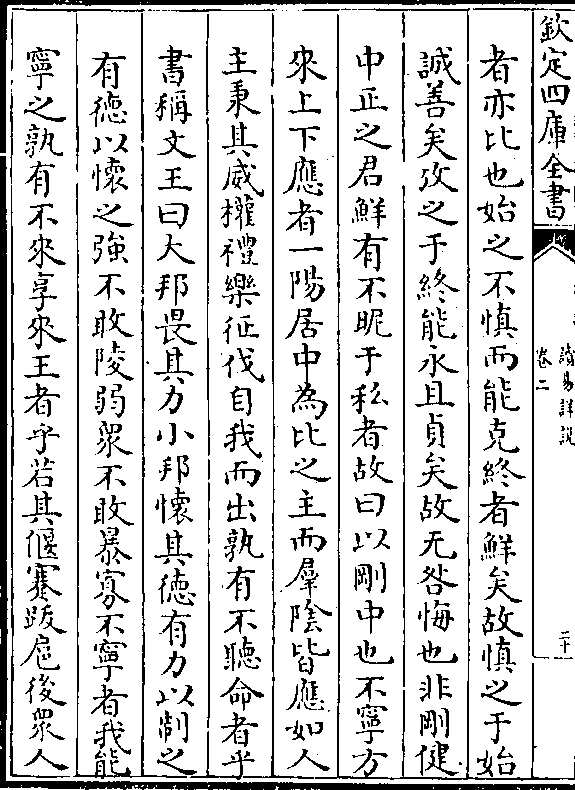 欽定四庫全書
讀易詳說
卷二
二十
者亦比也始之不慎而能克終者鮮矣故慎之于始
誠善矣攷之于終能永且貞矣故无咎悔也非剛健
中正之君鮮有不昵于私者故曰以剛中也不寧方
來上下應者一陽居中為比之主而羣陰皆應如人
主秉其威權禮樂征伐自我而出孰有不聽命者乎
書稱文王曰大邦畏其力小邦懷其德有力以制之
有德以懷之強不敢陵弱衆不敢暴寡不寧者我能
寧之孰有不來享來王者乎若其偃蹇跋扈後衆人